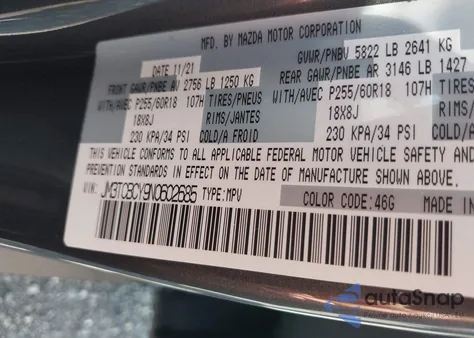 MFD. BY MAZDA MOTOR CORPORATION
DATE 11/21 GVWR/PNBV 5822 LB 2641 KG
FRONT GAWR/PNBE AV 2756 LB 1250 KG REAR GAWR/PNBE AR 3146 LB 1427
WITH/AVEC P255/60R18 107H TIRES/PNEUS WITH/AVEC P255/60R18 107H TIRES
18X8J RIMS/JANTES 18X8J RIMS/
230 KPA/34 PSI COLD/A FROID 230 KPA/34 PSI COLD/A
THIS VEHICLE CONFORMS TO ALL APPLICABLE FEDERAL MOTOR VEHICLE SAFETY AND
PREVENTION STANDARDS IN EFFECT ON THE DATE OF MANUFACTURE SHOWN ABOVE.
VIN: JM3TCBCY9N0602685 TYPE:MPV COLOR CODE:46G MADE IN
autoSnap